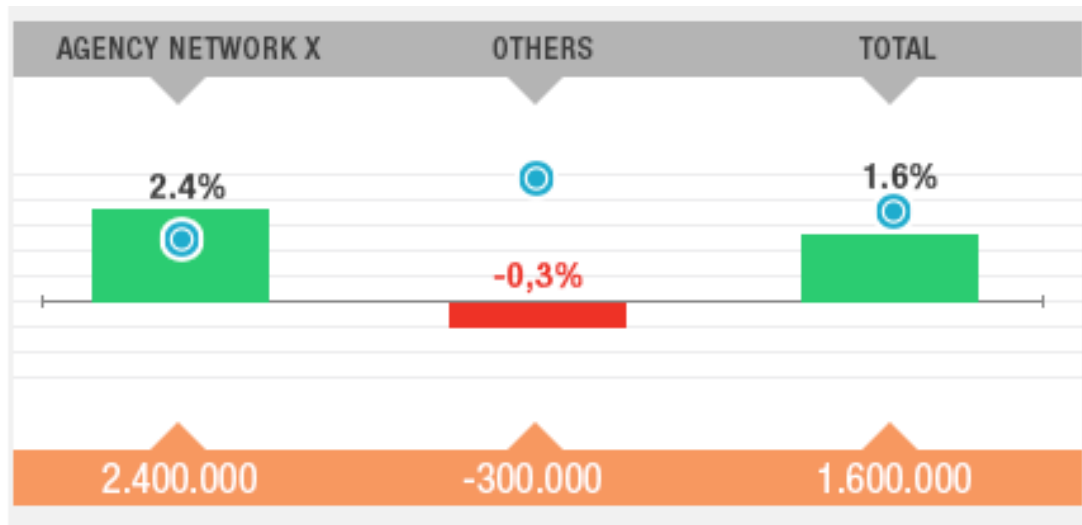 AGENCY NETWORK X OTHERS TOTAL
2.4% 1.6%
-0,3%
2.400.000 -300.000 1.600.000